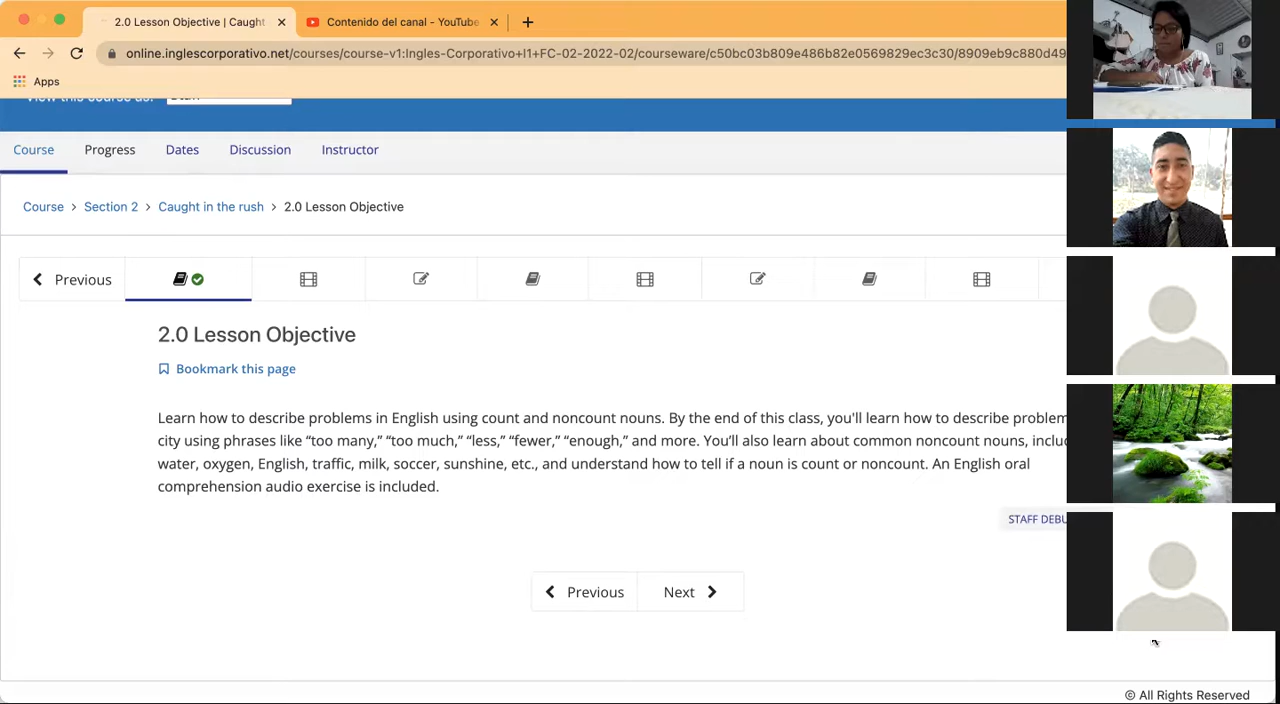 2.0 Lesson Objective | Caught
Contenido del canal - YouTube
online.inglescorporativo.net/courses/course-v1:Ingles-Corporativo+I1+FC-02-2022-02/courseware/c50bc03b809e486b82e0569829ec3c30/8909eb9c880d49
Apps
View this course as:
Course Progress Dates Discussion Instructor
Course > Section 2 > Caught in the rush > 2.0 Lesson Objective
Previous
2.0 Lesson Objective
Bookmark this page
Learn how to describe problems in English using count and noncount nouns. By the end of this class, you'll learn how to describe problem
city using phrases like “too many,” “too much,” “less,” “fewer,” “enough,” and more. You’ll also learn about common noncount nouns, inclu
water, oxygen, English, traffic, milk, soccer, sunshine, etc., and understand how to tell if a noun is count or noncount. An English oral
comprehension audio exercise is included.
STAFF DEBU
Previous Next
© All Rights Reserved